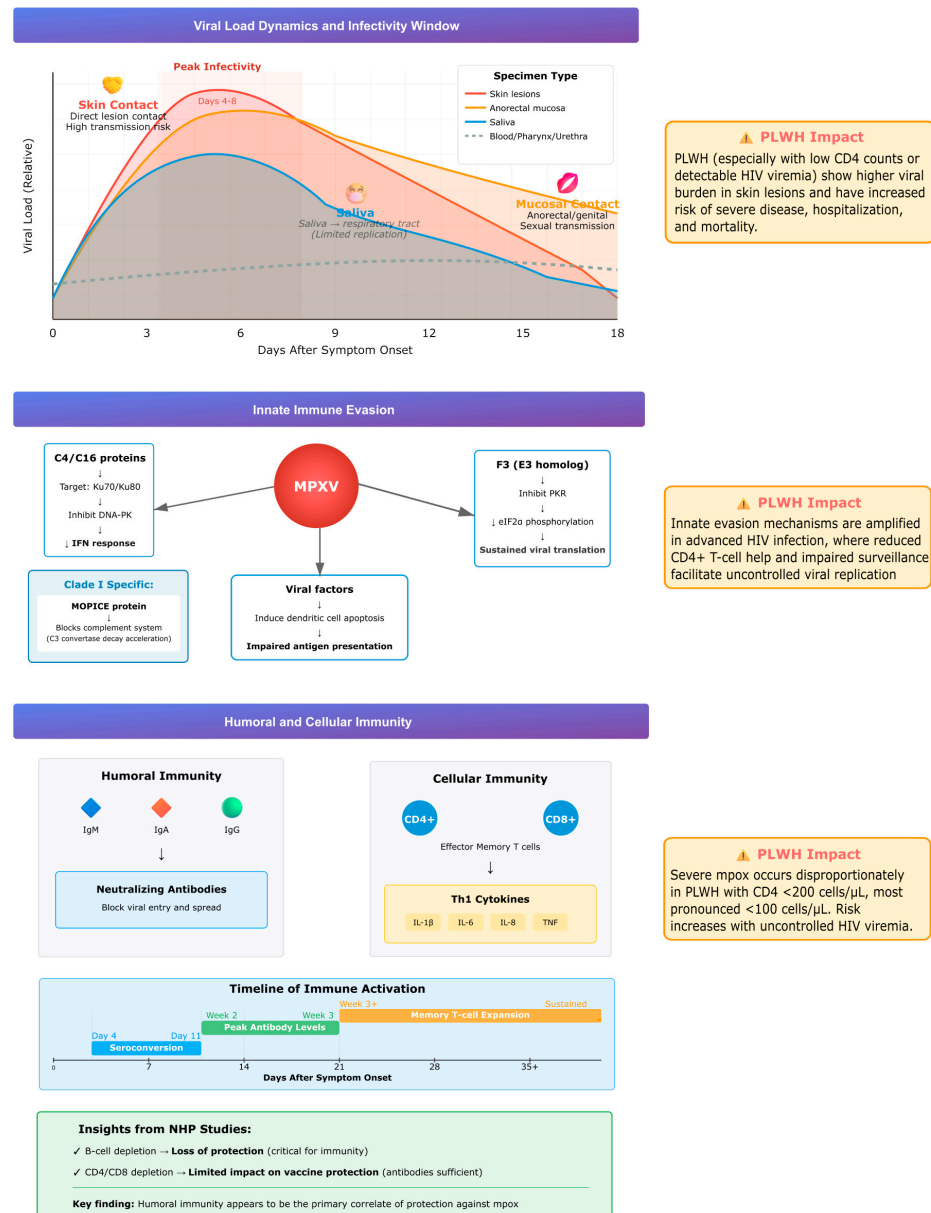 Viral Load Dynamics and Infectivity Window
Peak Infectivity
Days 4-8
Skin Contact
Direct lesion contact
High transmission risk
Specimen Type
Skin lesions
Anorectal mucosa
Saliva
Blood/Pharynx/Urethra
Saliva
Saliva → respiratory tract
(Limited replication)
Mucosal Contact
Anorectal/genital
Sexual transmission
Viral Load (Relative)
0 3 6 9 12 15 18
Days After Symptom Onset
⚠ PLWH Impact
PLWH (especially with low CD4 counts or
detectable HIV viremia) show higher viral
burden in skin lesions and have increased
risk of severe disease, hospitalization,
and mortality.
Innate Immune Evasion
C4/C16 proteins
↓
Target: Ku70/Ku80
↓
Inhibit DNA-PK
↓
↓ IFN response
MPXV
F3 (E3 homolog)
↓
Inhibit PKR
↓
↓ eIF2α phosphorylation
↓
Sustained viral translation
Clade I Specific:
MOPICE protein
↓
Blocks complement system
(C3 convertase decay acceleration)
Viral factors
↓
Induce dendritic cell apoptosis
↓
Impaired antigen presentation
⚠ PLWH Impact
Innate evasion mechanisms are amplified
in advanced HIV infection, where reduced
CD4+ T-cell help and impaired surveillance
facilitate uncontrolled viral replication
Humoral and Cellular Immunity
Humoral Immunity
IgM IgA IgG
↓
Neutralizing Antibodies
Block viral entry and spread
Cellular Immunity
CD4+ CD8+
Effector Memory T cells
↓
Th1 Cytokines
IL-1β IL-6 IL-8 TNF
⚠ PLWH Impact
Severe mpox occurs disproportionately
in PLWH with CD4 <200 cells/µL, most
pronounced <100 cells/µL. Risk
increases with uncontrolled HIV viremia.
Timeline of Immune Activation
Week 3+ Sustained
Memory T-cell Expansion
Week 2 Week 3
Peak Antibody Levels
Day 4 Day 11
Seroconversion
0 7 14 21 28 35+
Days After Symptom Onset
Insights from NHP Studies:
✓ B-cell depletion → Loss of protection (critical for immunity)
✓ CD4/CD8 depletion → Limited impact on vaccine protection (antibodies sufficient)
Key finding: Humoral immunity appears to be the primary correlate of protection against mpox